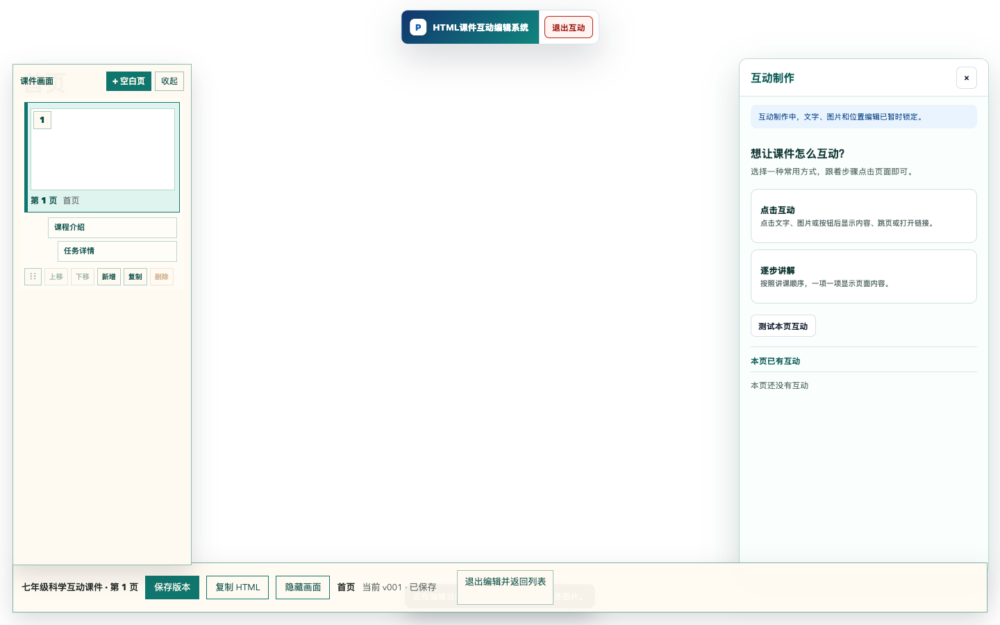 P HTML课件互动编辑系统 退出互动
课件画面 + 空白页 收起
首页
1
第 1 页 首页
课程介绍
任务详情
上移 下移 新增 复制 删除
互动制作 ×
互动制作中，文字、图片和位置编辑已暂时锁定。
想让课件怎么互动?
选择一种常用方式，跟着步骤点击页面即可。
点击互动
点击文字、图片或按钮后显示内容、跳页或打开链接。
逐步讲解
按照讲课顺序，一项一项显示页面内容。
测试本页互动
本页已有互动
本页还没有互动
七年级科学互动课件 · 第 1 页 保存版本 复制 HTML 隐藏画面 首页 当前 v001 · 已保存 退出编辑并返回列表
正在编辑当
图片。